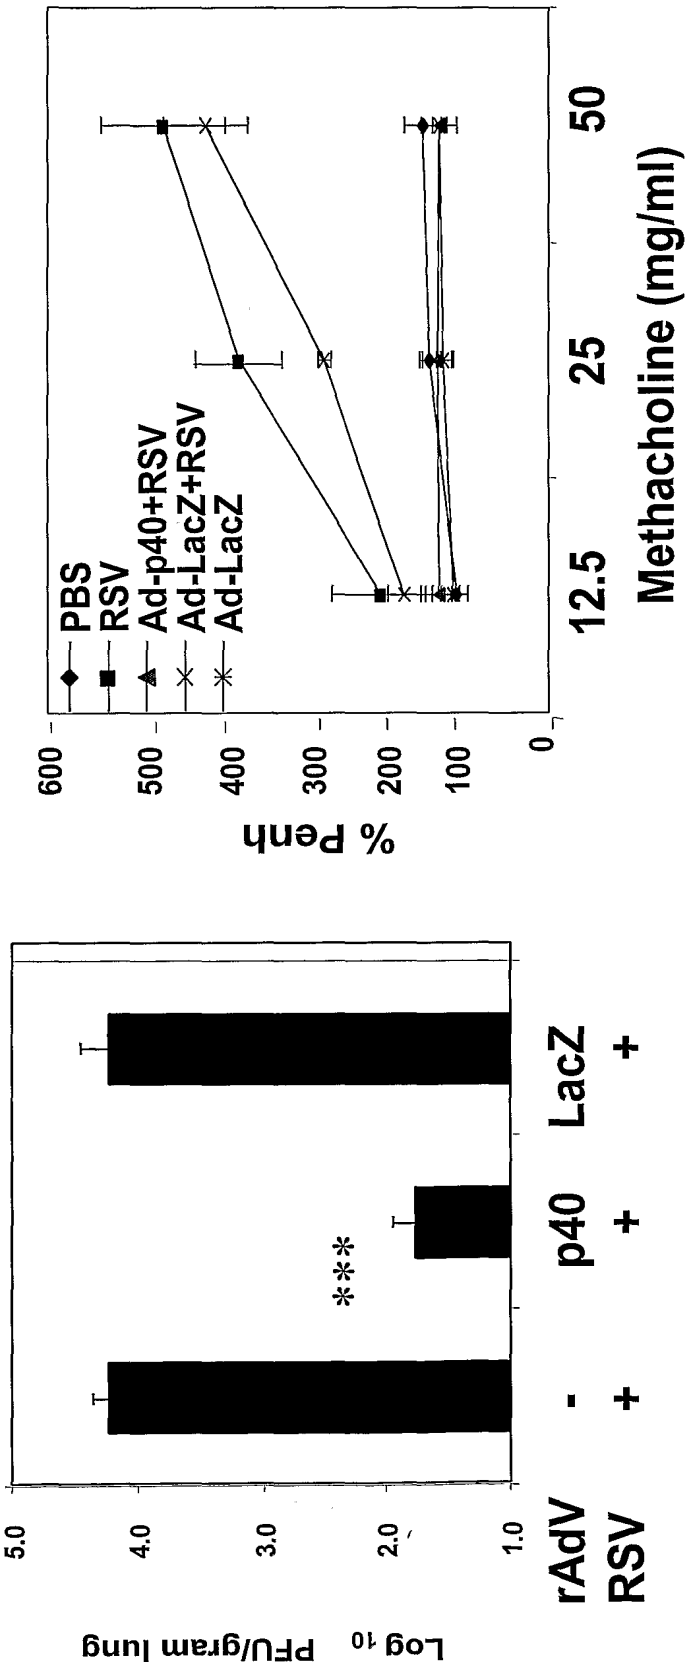 Log 10
PFU/gram lung
5.0
4.0
3.0
2.0
1.0
***
rAdV - p40 LacZ
RSV + + +
% Penh
600
500
400
300
200
100
0
PBS
RSV
Ad-p40+RSV
Ad-LacZ+RSV
Ad-LacZ
12.5 25 50
Methacholine (mg/ml)